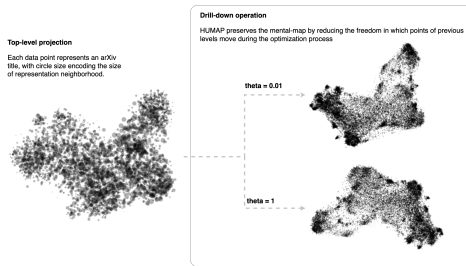 Drill-down operation
HUMAP preserves the mental-map by reducing the freedom in which points of previous
levels move during the optimization process
Top-level projection
Each data point represents an arXiv
title, with circle size encoding the size
of representation neighborhood.
theta = 0.01
theta = 1